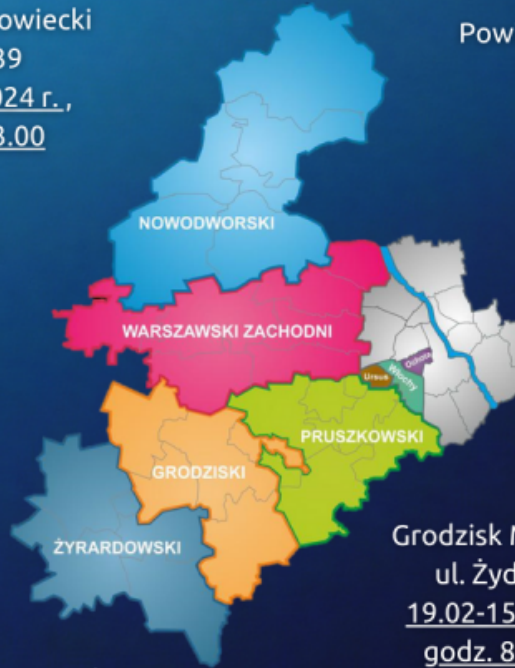 owiecki
39
024 r. ,
3.00
Pow
NOWODWORSKI
WARSZAWSKI ZACHODNI
Ochota
Włochy
Ursus
PRUSZKOWSKI
GRODZISKI
ŻYRARDOWSKI
Grodzisk M
ul. Żyd
19.02-15
godz. 8